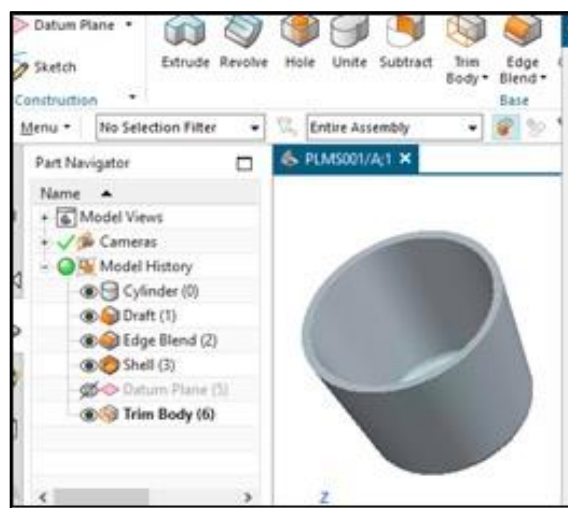 Datum Plane
Sketch
Construction
Extrude Revolve Hole Unite Subtract Trim Body Edge Blend
Base
Menu No Selection Filter Entire Assembly
Part Navigator
PLMS001/A;1
Name
Model Views
Cameras
Model History
Cylinder (0)
Draft (1)
Edge Blend (2)
Shell (3)
Datum Plane (5)
Trim Body (6)
Z